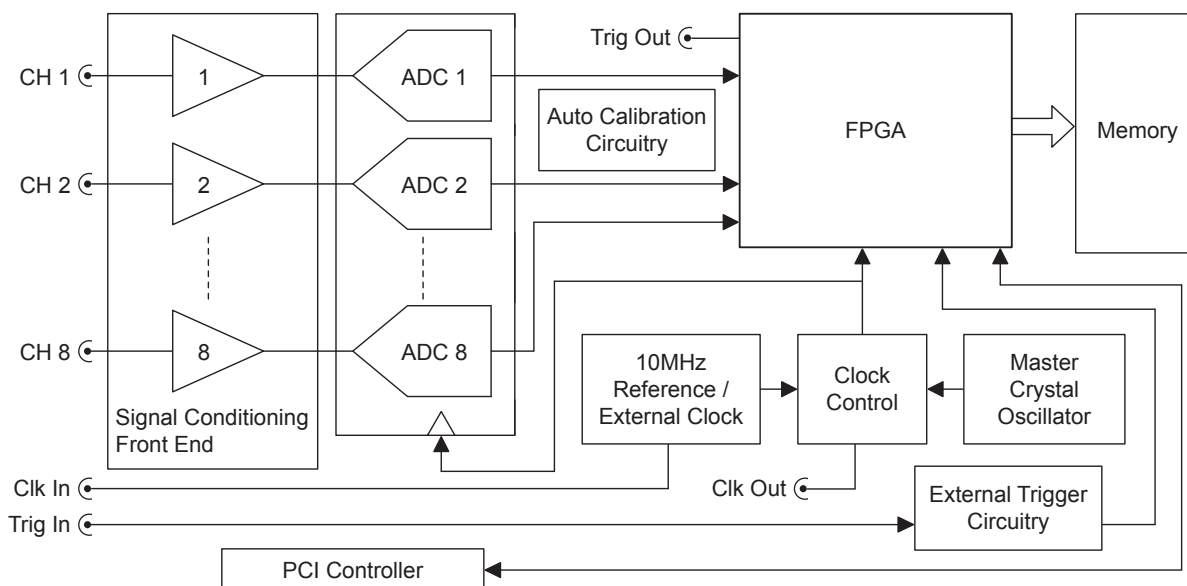 CH 1
1
ADC 1
Trig Out
Auto Calibration
Circuitry
FPGA
Memory
CH 2
2
ADC 2
CH 8
8
ADC 8
Signal Conditioning
Front End
10MHz
Reference /
External Clock
Clock
Control
Master
Crystal
Oscillator
Clk In
Clk Out
Trig In
External Trigger
Circuitry
PCI Controller